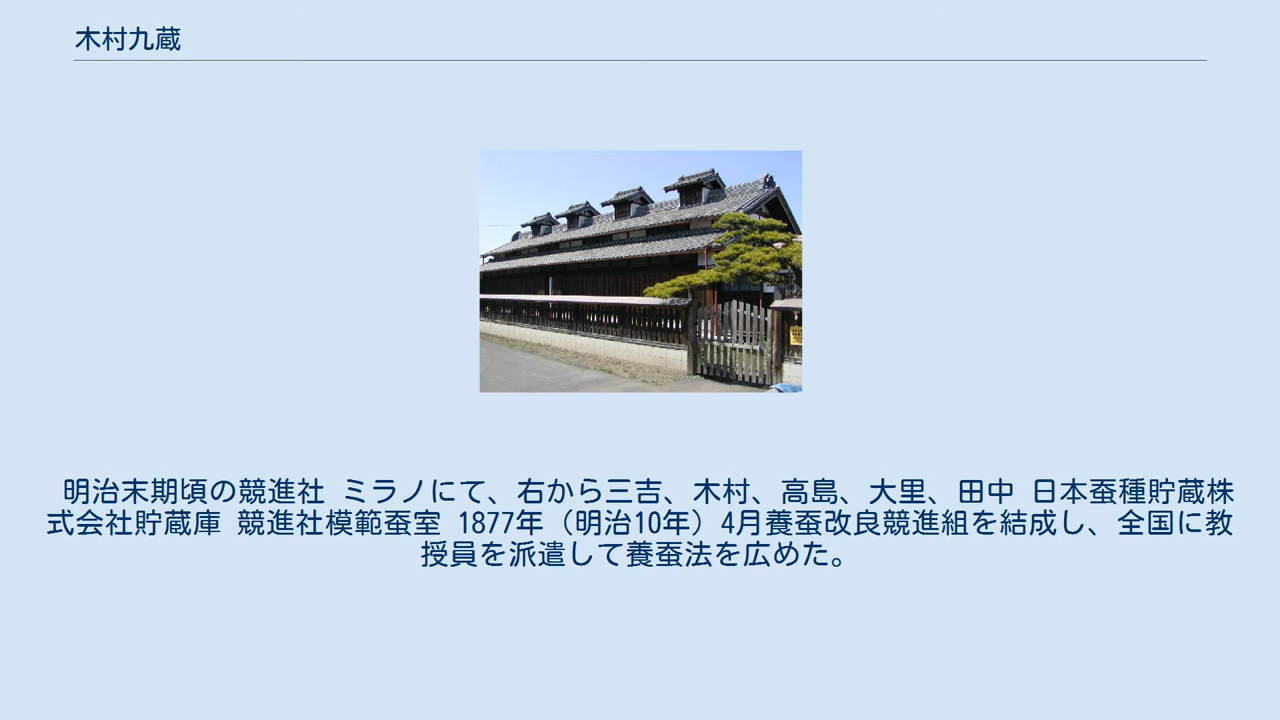 木村九蔵
明治末期頃の競進社 ミラノにて、右から三吉、木村、高島、大里、田中 日本蚕種貯蔵株
式会社貯蔵庫 競進社模範蚕室 1877年（明治10年）4月養蚕改良競進組を結成し、全国に教
授員を派遣して養蚕法を広めた。